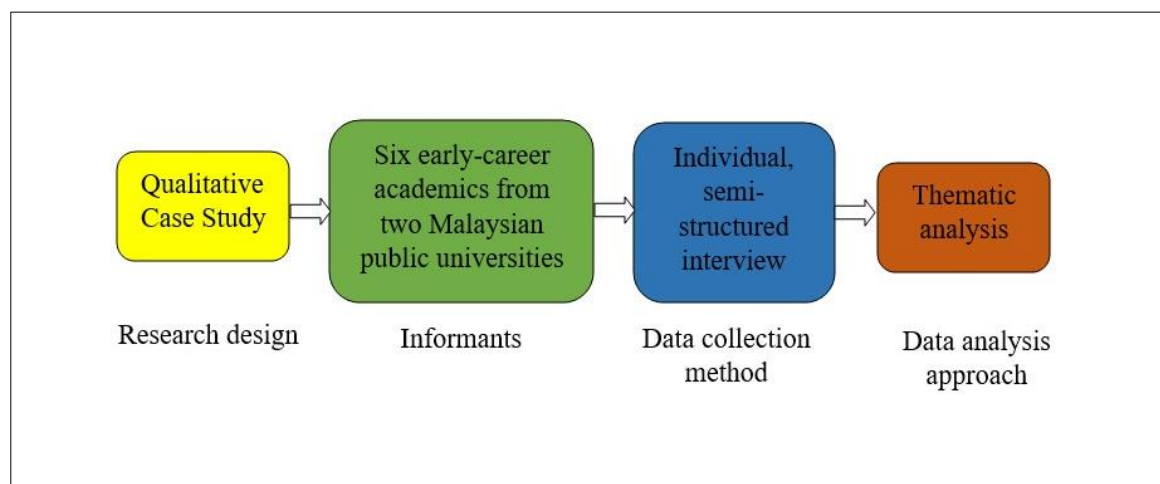 Qualitative
Case Study
Six early-career
academics from
two Malaysian
public universities
Individual,
semi-
structured
interview
Thematic
analysis
Research design
Informants
Data collection
method
Data analysis
approach